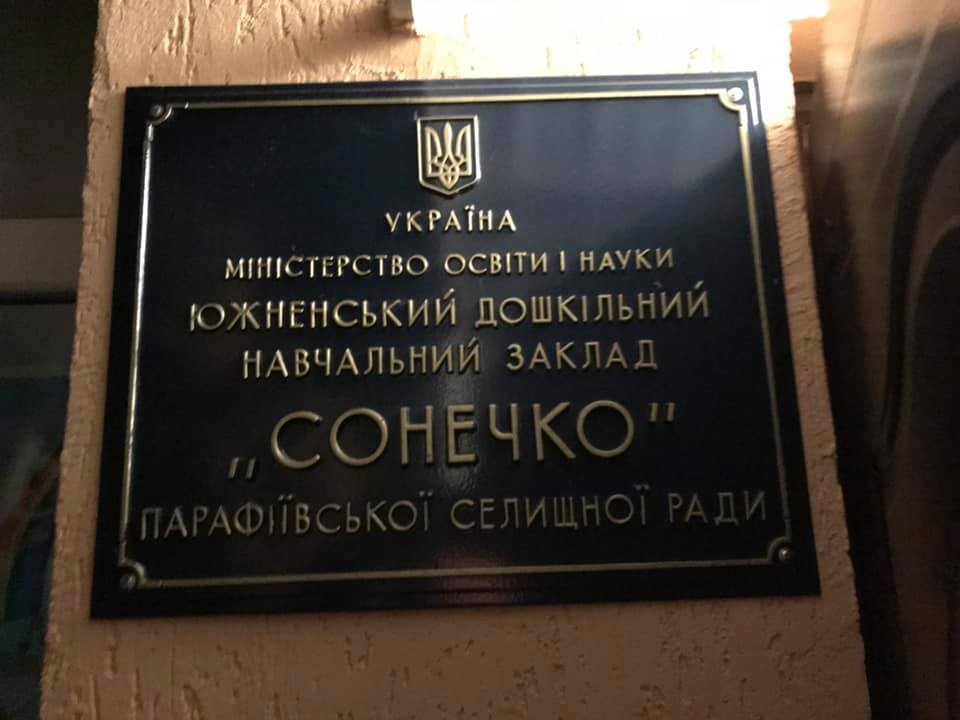 УКРАЇНА
МІНІСТЕРСТВО ОСВІТИ І НАУКИ
ЮЖНЕНСЬКИЙ ДОШКІЛЬНИЙ
НАВЧАЛЬНИЙ ЗАКЛАД
„СОНЕЧКО”
ПАРАФІЇВСЬКОЇ СЕЛИЩНОЇ РАДИ